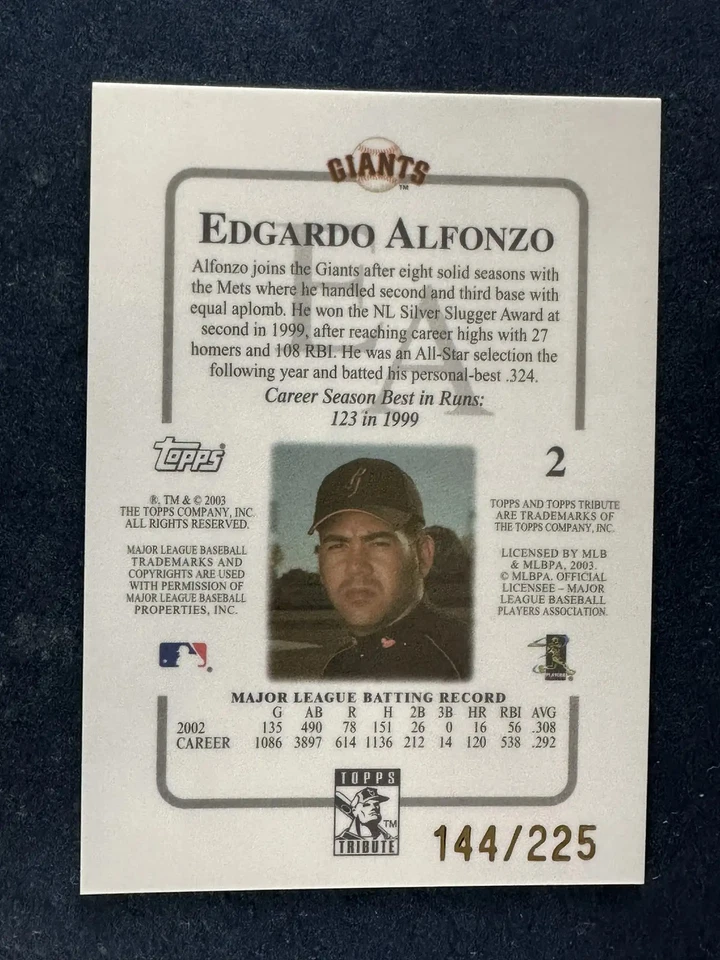 GIANTS
TM
EDGARDO ALFONZO
Alfonzo joins the Giants after eight solid seasons with
the Mets where he handled second and third base with
equal aplomb. He won the NL Silver Slugger Award at
second in 1999, after reaching career highs with 27
homers and 108 RBI. He was an All-Star selection the
following year and batted his personal-best .324.
Career Season Best in Runs:
123 in 1999
EA
Topps®
®, TM & © 2003
THE TOPPS COMPANY, INC.
ALL RIGHTS RESERVED.
MAJOR LEAGUE BASEBALL
TRADEMARKS AND
COPYRIGHTS ARE USED
WITH PERMISSION OF
MAJOR LEAGUE BASEBALL
PROPERTIES, INC.
2
TOPPS AND TOPPS TRIBUTE
ARE TRADEMARKS OF
THE TOPPS COMPANY, INC.
LICENSED BY MLB
& MLBPA, 2003.
© MLBPA. OFFICIAL
LICENSEE – MAJOR
LEAGUE BASEBALL
PLAYERS ASSOCIATION.
MAJOR LEAGUE BATTING RECORD
G AB R H 2B 3B HR RBI AVG
2002 135 490 78 151 26 0 16 56 .308
CAREER 1086 3897 614 1136 212 14 120 538 .292
TOPPS
TM
TRIBUTE
144/225